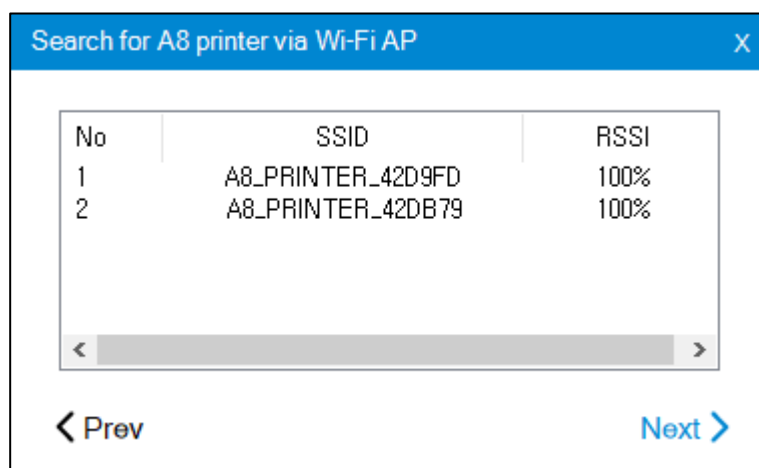 Search for A8 printer via Wi-Fi AP X
No SSID RSSI
1 A8_PRINTER_42D9FD 100%
2 A8_PRINTER_42DB79 100%
Prev Next